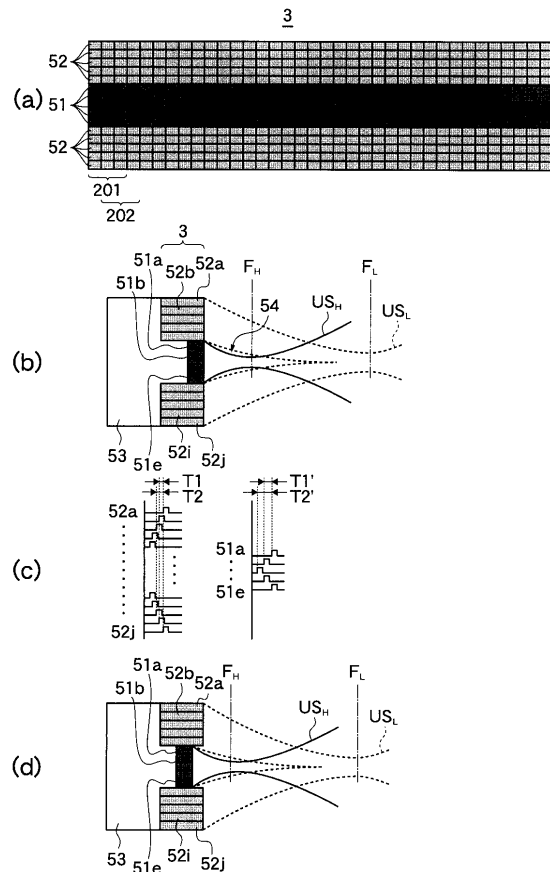 3
52
(a)
51
52
201
202
3
51a
52b
52a
51b
F_H
54
US_H
F_L
US_L
(b)
53
51e
52i
52j
T1
T2
T1'
T2'
52a
51a
(c)
51e
52j
51a
52b
52a
51b
F_H
US_H
F_L
US_L
(d)
53
51e
52i
52j